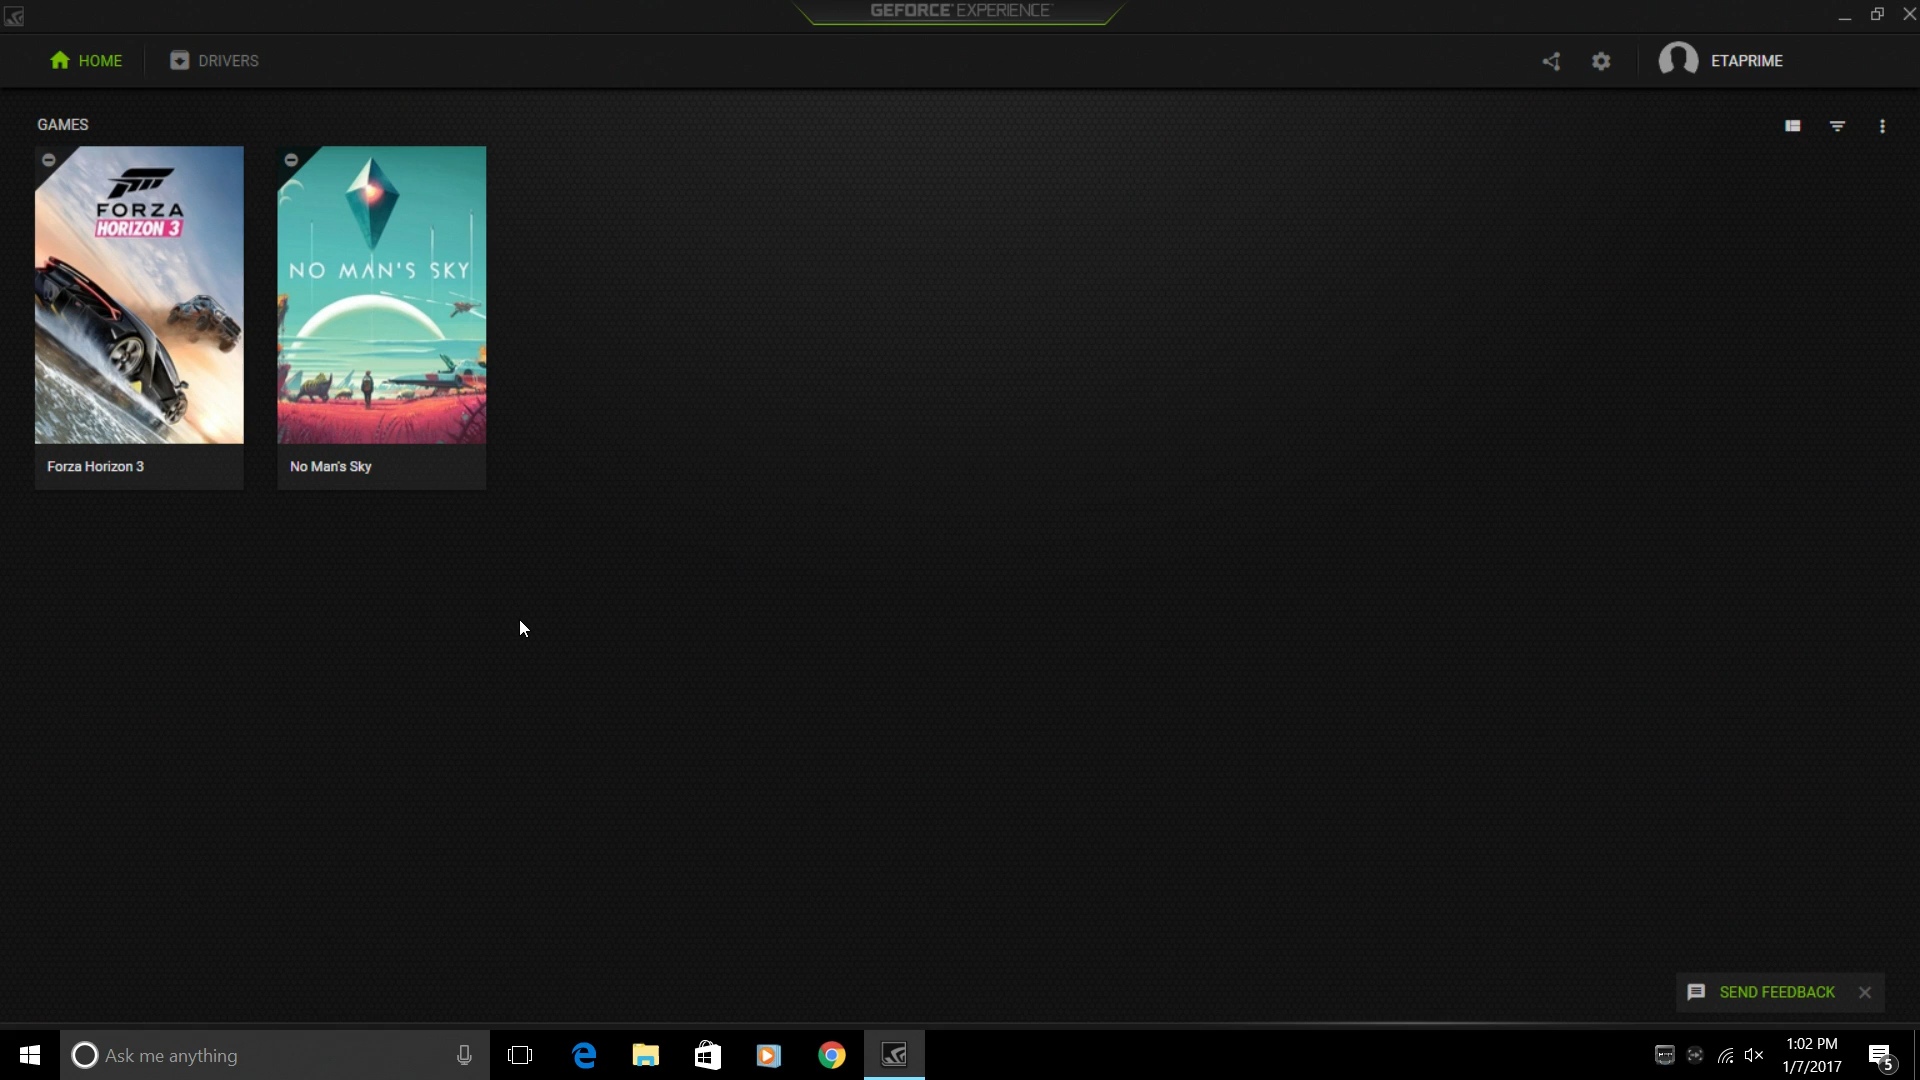 GEFORCE EXPERIENCE
HOME
DRIVERS
ETAPRIME
GAMES
FORZA
HORIZON 3
NO MAN'S SKY
Forza Horizon 3
No Man's Sky
SEND FEEDBACK
Ask me anything
1:02 PM
1/7/2017
5